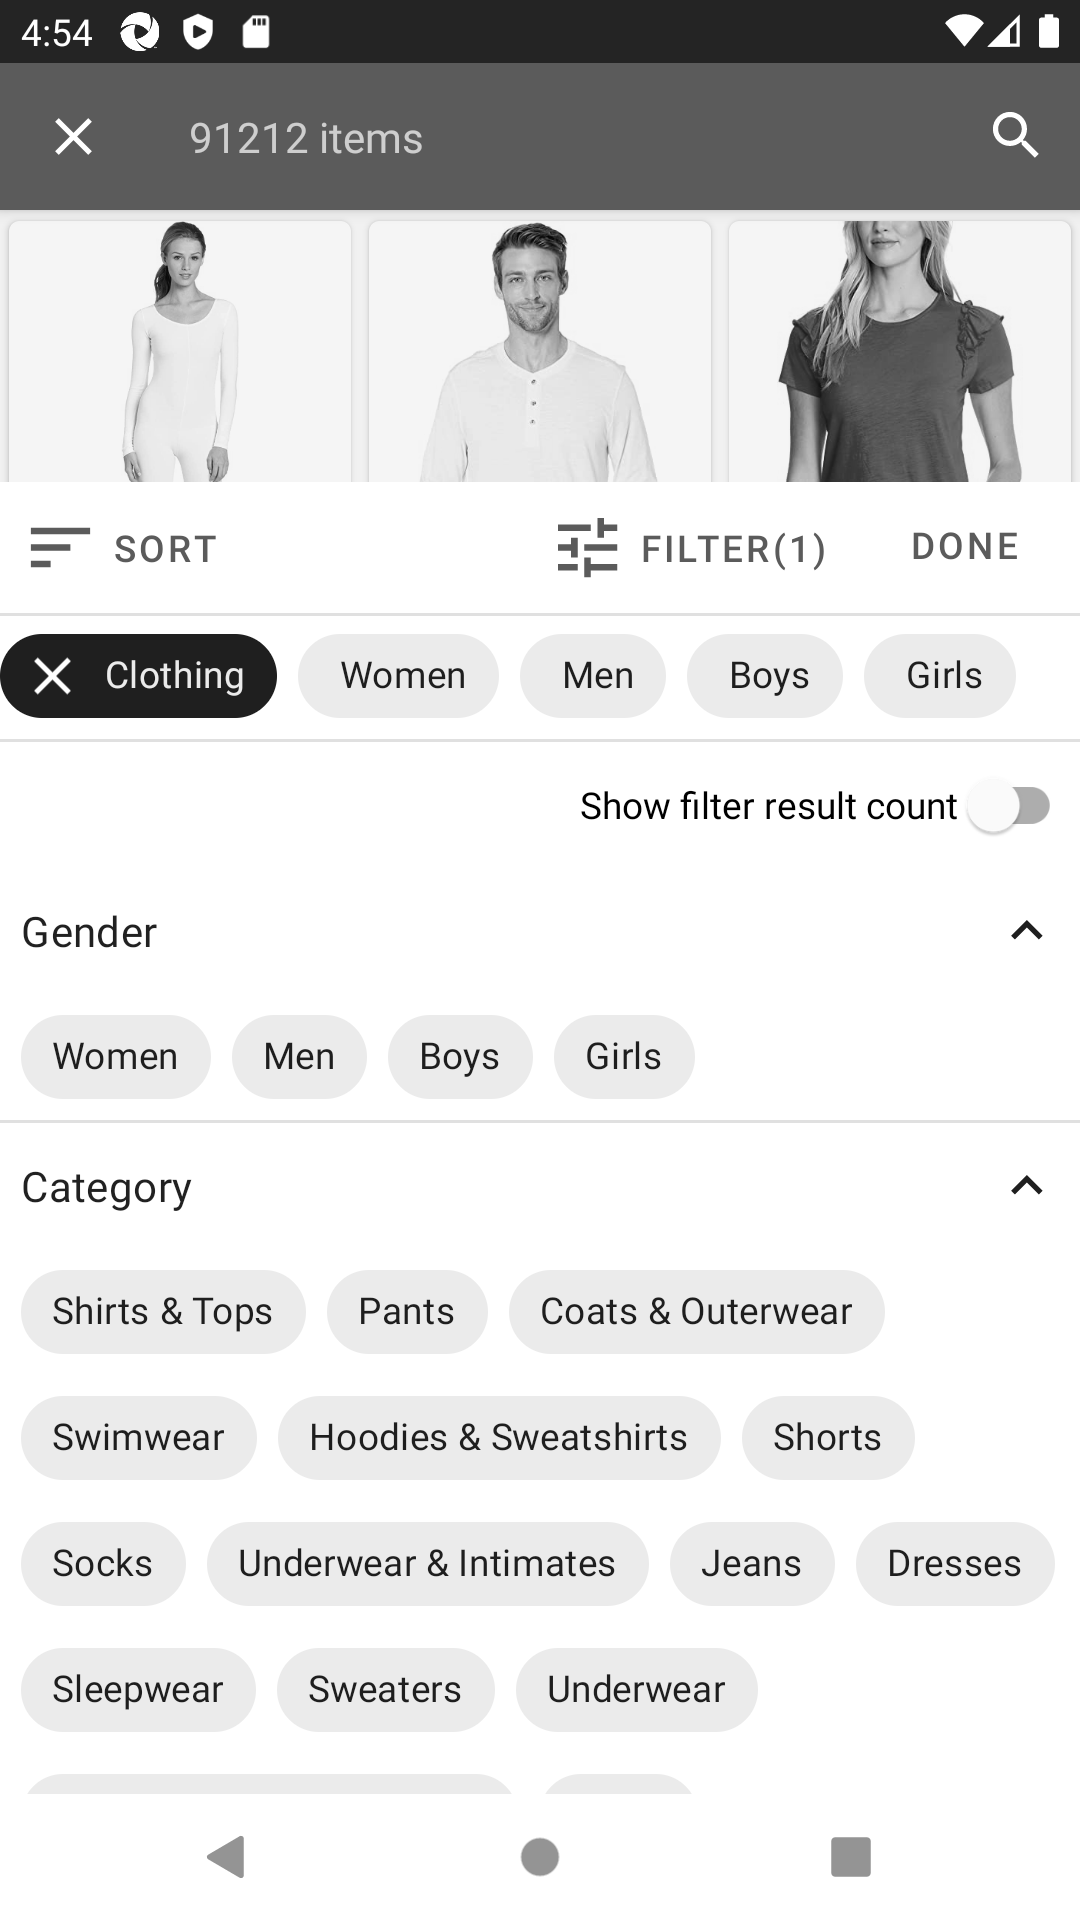 4:54
91212 items
SORT
FILTER(1)
DONE
Clothing
Women
Men
Boys
Girls
Show filter result count
Gender
Women
Men
Boys
Girls
Category
Shirts & Tops
Pants
Coats & Outerwear
Swimwear
Hoodies & Sweatshirts
Shorts
Socks
Underwear & Intimates
Jeans
Dresses
Sleepwear
Sweaters
Underwear